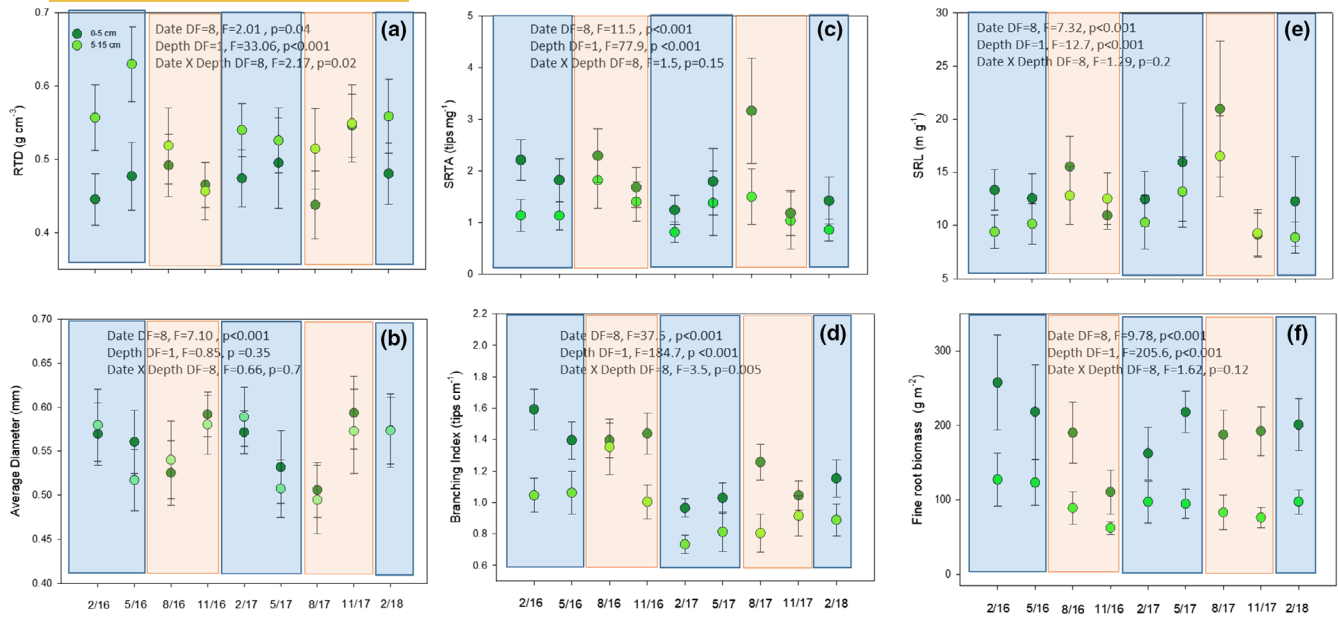 (a)
0-5 cm
5-15 cm
Date DF=8, F=2.01 , p=0.04
Depth DF=1, F=33.06, p<0.001
Date X Depth DF=8, F=2.17, p=0.02
RTD (g cm-3)
0.7
0.6
0.5
0.4
(c)
Date DF=8, F=11.5 , p<0.001
Depth DF=1, F=77.9, p <0.001
Date X Depth DF=8, F=1.5, p=0.15
SRTA (tips mg-1)
5
4
3
2
1
0
(e)
Date DF=8, F=7.32, p<0.001
Depth DF=1, F=12.7, p<0.001
Date X Depth DF=8, F=1.29, p=0.2
SRL (m g-1)
30
25
20
15
10
5
(b)
Date DF=8, F=7.10 , p<0.001
Depth DF=1, F=0.85, p =0.35
Date X Depth DF=8, F=0.66, p=0.7
Average Diameter (mm)
0.70
0.65
0.60
0.55
0.50
0.45
0.40
2/16 5/16 8/16 11/16 2/17 5/17 8/17 11/17 2/18
(d)
Date DF=8, F=37.5 , p<0.001
Depth DF=1, F=184.7, p <0.001
Date X Depth DF=8, F=3.5, p=0.005
Branching Index (tips cm-1)
2.2
2.0
1.8
1.6
1.4
1.2
1.0
0.8
0.6
2/16 5/16 8/16 11/16 2/17 5/17 8/17 11/17 2/18
(f)
Date DF=8, F=9.78, p<0.001
Depth DF=1, F=205.6, p<0.001
Date X Depth DF=8, F=1.62, p=0.12
Fine root biomass (g m-2)
300
200
100
0
2/16 5/16 8/16 11/16 2/17 5/17 8/17 11/17 2/18